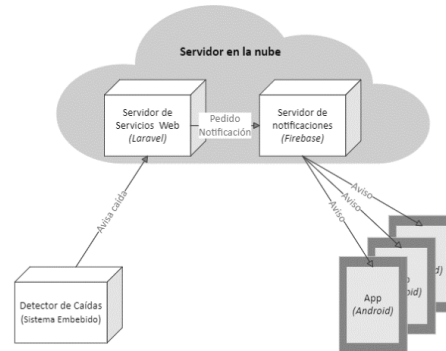 Servidor en la nube
Servidor de
Servicios Web
(Laravel)
Pedido
Notificación
Servidor de
notificaciones
(Firebase)
Avisa caída
Aviso
Aviso
Aviso
Detector de Caídas
(Sistema Embebido)
App
(Android)